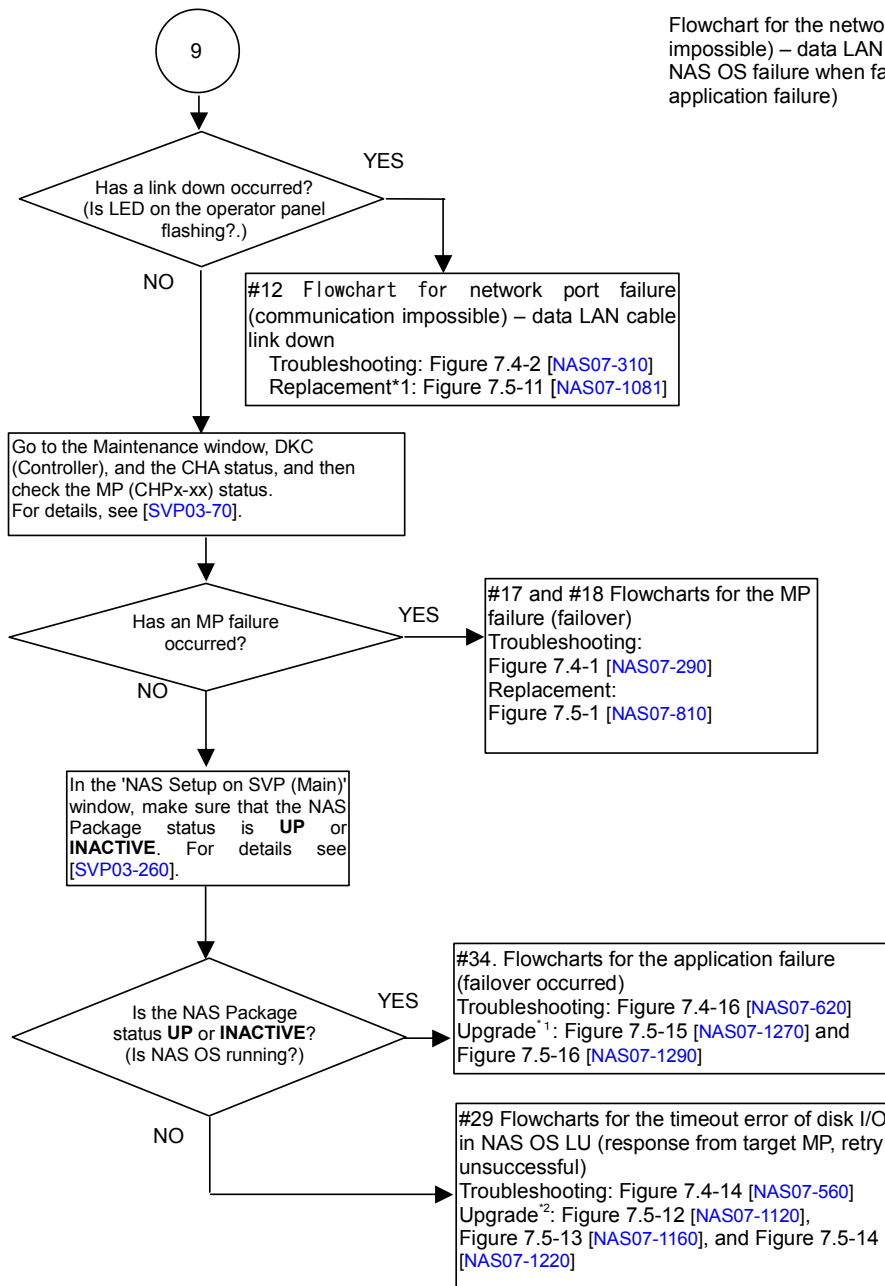 9
Flowchart for the netwo
impossible) – data LAN
NAS OS failure when fa
application failure)
Has a link down occurred?
(Is LED on the operator panel
flashing?.)
YES
NO
#12 Flowchart for network port failure
(communication impossible) – data LAN cable
link down
Troubleshooting: Figure 7.4-2 [NAS07-310]
Replacement*1: Figure 7.5-11 [NAS07-1081]
Go to the Maintenance window, DKC
(Controller), and the CHA status, and then
check the MP (CHPx-xx) status.
For details, see [SVP03-70].
Has an MP failure
occurred?
YES
NO
#17 and #18 Flowcharts for the MP
failure (failover)
Troubleshooting:
Figure 7.4-1 [NAS07-290]
Replacement:
Figure 7.5-1 [NAS07-810]
In the 'NAS Setup on SVP (Main)'
window, make sure that the NAS
Package status is UP or
INACTIVE. For details see
[SVP03-260].
Is the NAS Package
status UP or INACTIVE?
(Is NAS OS running?)
YES
NO
#34. Flowcharts for the application failure
(failover occurred)
Troubleshooting: Figure 7.4-16 [NAS07-620]
Upgrade*1: Figure 7.5-15 [NAS07-1270] and
Figure 7.5-16 [NAS07-1290]
#29 Flowcharts for the timeout error of disk I/O
in NAS OS LU (response from target MP, retry
unsuccessful)
Troubleshooting: Figure 7.4-14 [NAS07-560]
Upgrade*2: Figure 7.5-12 [NAS07-1120],
Figure 7.5-13 [NAS07-1160], and Figure 7.5-14
[NAS07-1220]